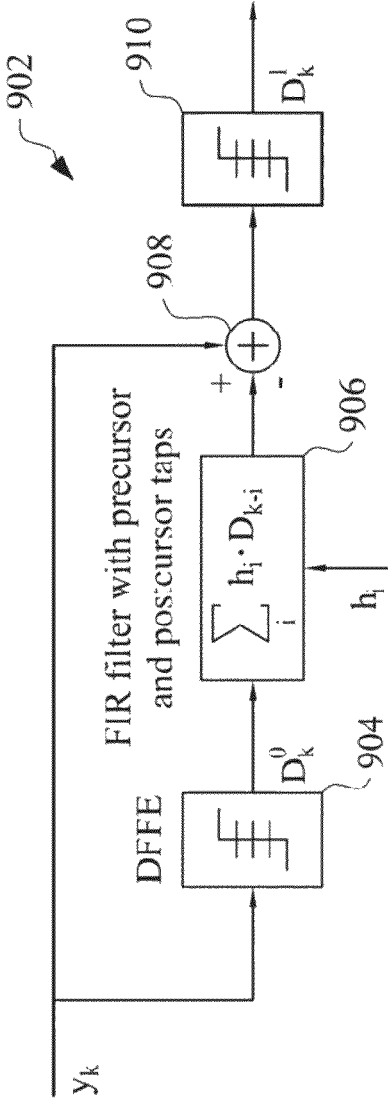 902
y_k
DFFE
D_k^0
904
FIR filter with precursor
and postcursor taps
∑_i h_i · D_{k-i}
h_i
906
+
-
+
908
910
D_k^1